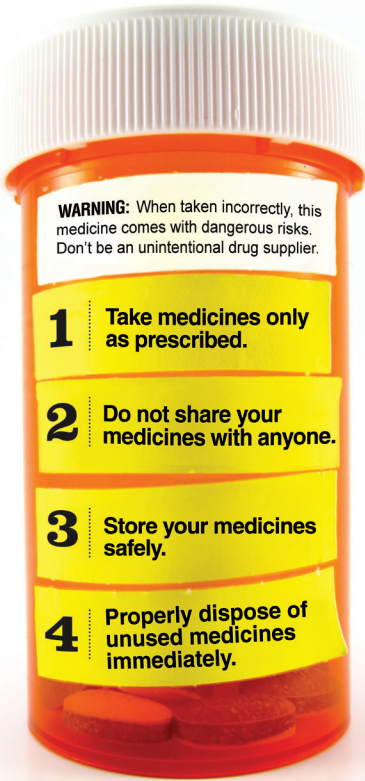 WARNING: When taken incorrectly, this
medicine comes with dangerous risks.
Don't be an unintentional drug supplier.
1 Take medicines only
as prescribed.
2 Do not share your
medicines with anyone.
3 Store your medicines
safely.
4 Properly dispose of
unused medicines
immediately.